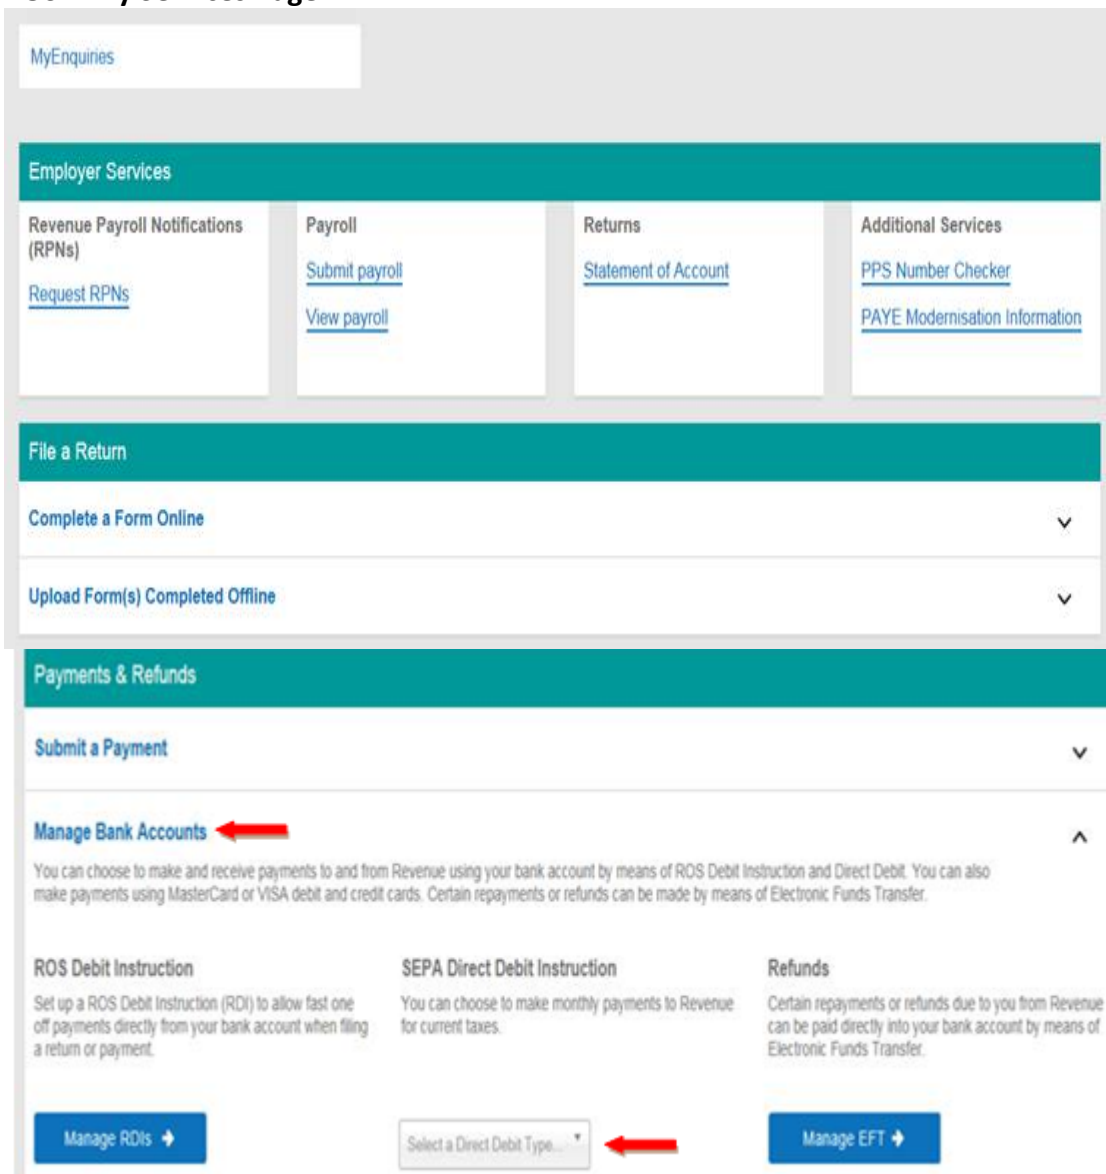 MyEnquiries
Employer Services
Revenue Payroll Notifications
(RPNs)
Request RPNs
Payroll
Submit payroll
View payroll
Returns
Statement of Account
Additional Services
PPS Number Checker
PAYE Modernisation Information
File a Return
Complete a Form Online
Upload Form(s) Completed Offline
Payments & Refunds
Submit a Payment
Manage Bank Accounts
You can choose to make and receive payments to and from Revenue using your bank account by means of ROS Debit Instruction and Direct Debit. You can also
make payments using MasterCard or VISA debit and credit cards. Certain repayments or refunds can be made by means of Electronic Funds Transfer.
ROS Debit Instruction
Set up a ROS Debit Instruction (RDI) to allow fast one
off payments directly from your bank account when filing
a return or payment.
Manage RDIs
SEPA Direct Debit Instruction
You can choose to make monthly payments to Revenue
for current taxes.
Select a Direct Debit Type...
Refunds
Certain repayments or refunds due to you from Revenue
can be paid directly into your bank account by means of
Electronic Funds Transfer.
Manage EFT